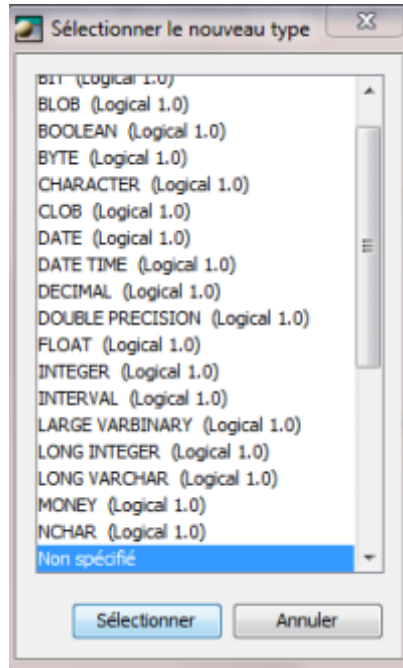 Sélectionner le nouveau type
BIT (Logical 1.0)
BLOB (Logical 1.0)
BOOLEAN (Logical 1.0)
BYTE (Logical 1.0)
CHARACTER (Logical 1.0)
CLOB (Logical 1.0)
DATE (Logical 1.0)
DATE TIME (Logical 1.0)
DECIMAL (Logical 1.0)
DOUBLE PRECISION (Logical 1.0)
FLOAT (Logical 1.0)
INTEGER (Logical 1.0)
INTERVAL (Logical 1.0)
LARGE VARBINARY (Logical 1.0)
LONG INTEGER (Logical 1.0)
LONG VARCHAR (Logical 1.0)
MONEY (Logical 1.0)
NCHAR (Logical 1.0)
Non spécifié
Sélectionner Annuler